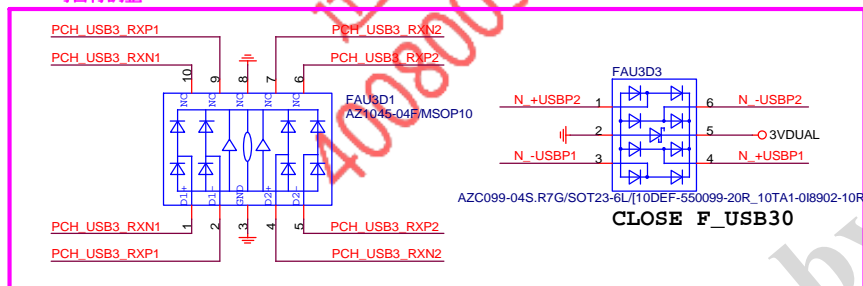 PCH_USB3_RXP1
PCH_USB3_RXN2
PCH_USB3_RXN1
PCH_USB3_RXP2
10
9
8
7
6
NC
NC
NC
NC
FAU3D1
AZ1045-04F/MSOP10
D1+
D1-
GND
D2+
D2-
1
2
3
4
5
PCH_USB3_RXN1
PCH_USB3_RXP2
PCH_USB3_RXP1
PCH_USB3_RXN2
FAU3D3
N_+USBP2
1
6
N_-USBP2
2
5
3VDUAL
N_-USBP1
3
4
N_+USBP1
AZC099-04S.R7G/SOT23-6L/[10DEF-550099-20R_10TA1-0I8902-10R
CLOSE F_USB30
by